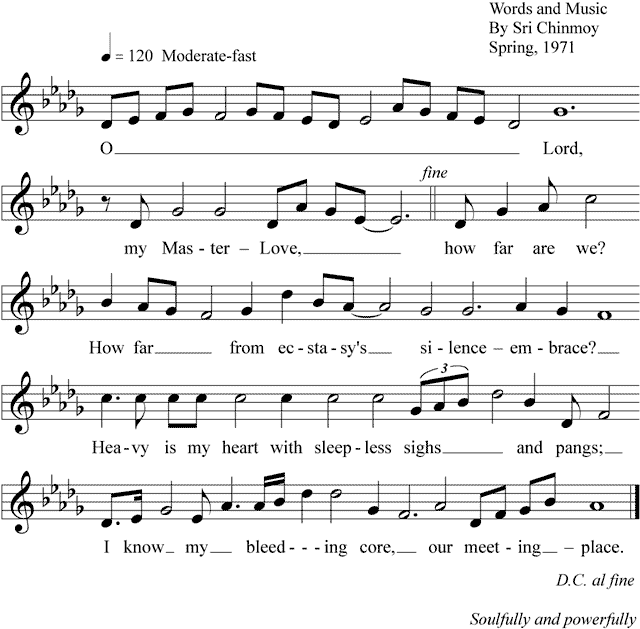 Words and Music
By Sri Chinmoy
Spring, 1971
= 120 Moderate-fast
O Lord,
fine
my Mas - ter – Love, how far are we?
How far from ec - sta - sy's si - lence – em - brace?
3
Hea - vy is my heart with sleep - less sighs and pangs;
I know my bleed - - - ing core, our meet - ing – place.
D.C. al fine
Soulfully and powerfully